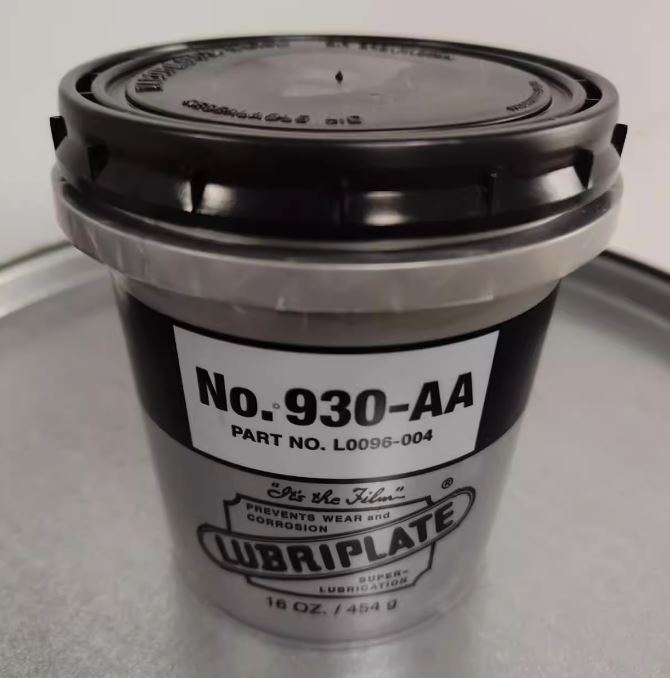 No. 930-AA
PART NO. L0096-004
"It's the Film"
®
PREVENTS WEAR and
CORROSION
LUBRIPLATE
SUPER-
LUBRICATION
16 OZ. / 454 g